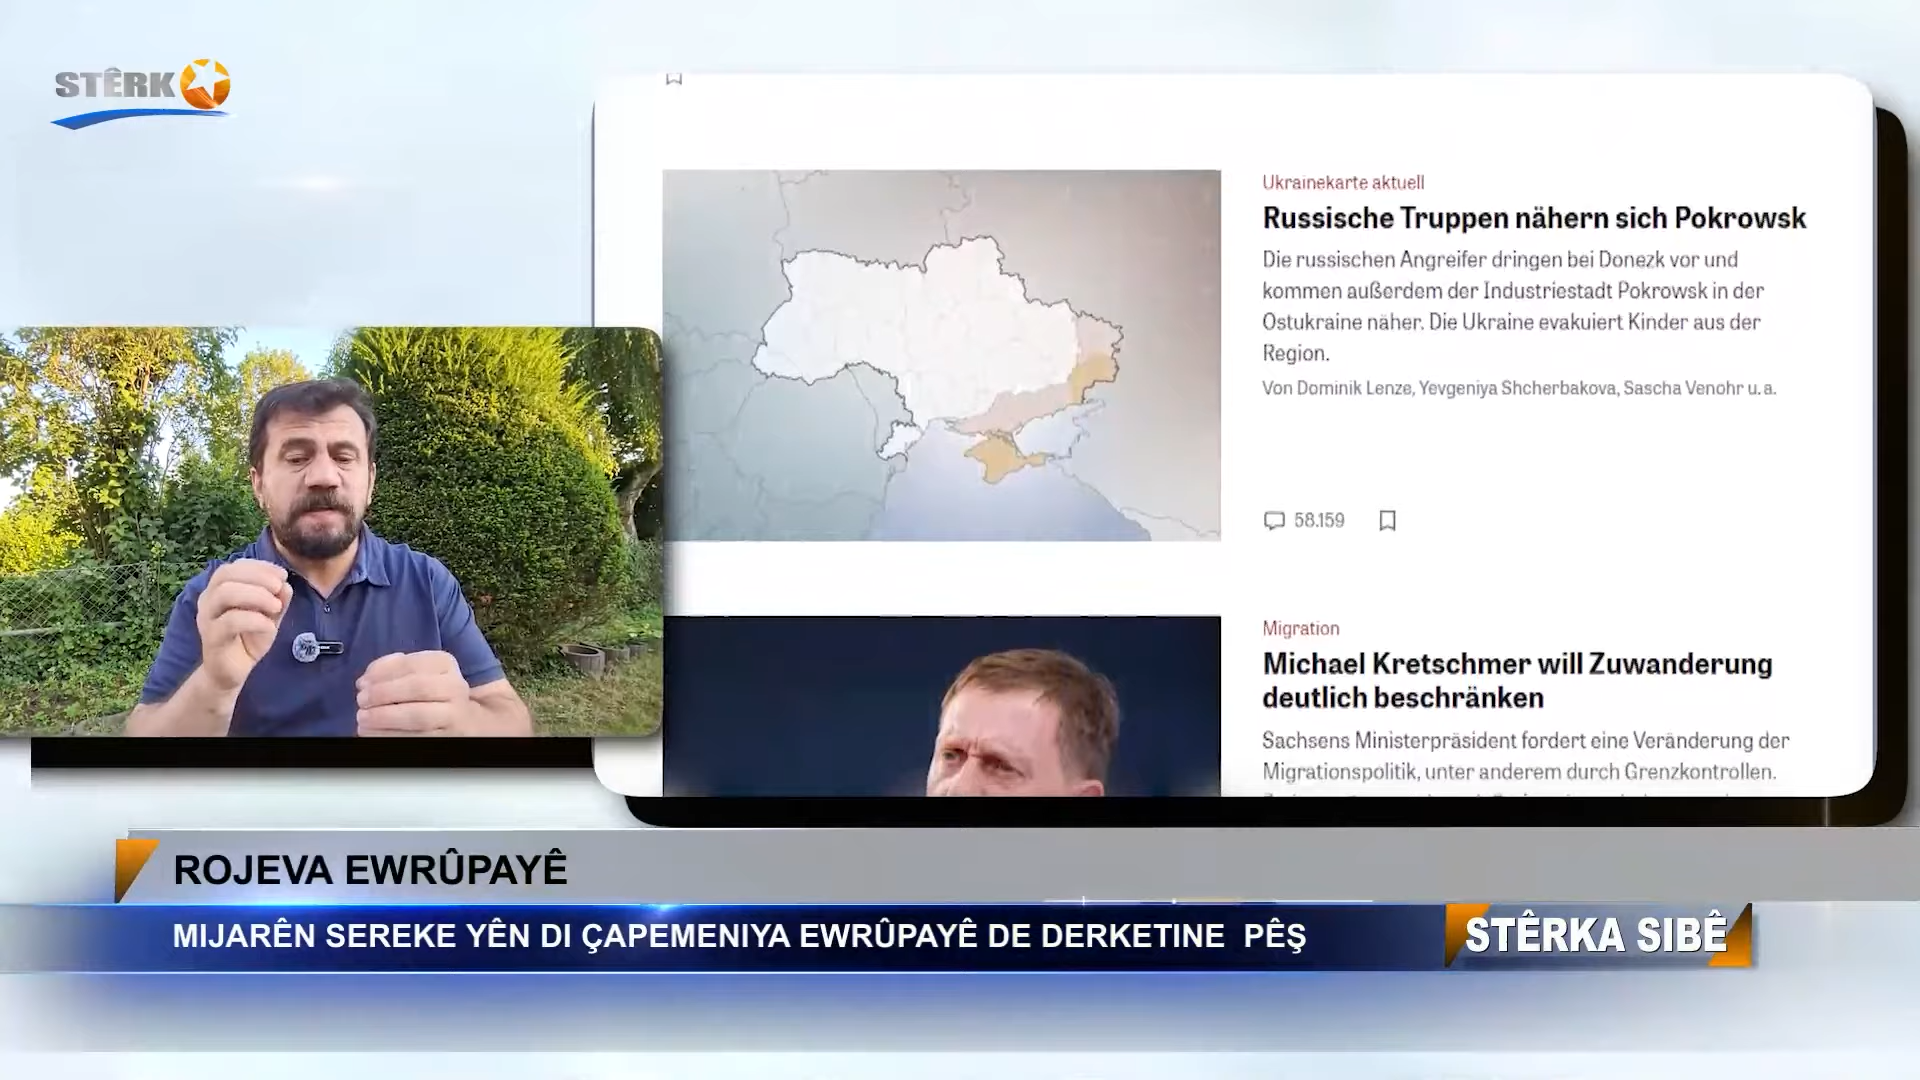 STÊRK
Ukrainekarte aktuell
Russische Truppen nähern sich Pokrowsk
Die russischen Angreifer dringen bei Donezk vor und
kommen außerdem der Industriestadt Pokrowsk in der
Ostukraine näher. Die Ukraine evakuiert Kinder aus der
Region.
Von Dominik Lenze, Yevgeniya Shcherbakova, Sascha Venohr u. a.
58.159
Migration
Michael Kretschmer will Zuwanderung
deutlich beschränken
Sachsens Ministerpräsident fordert eine Veränderung der
Migrationspolitik, unter anderem durch Grenzkontrollen.
ROJEVA EWRÛPAYÊ
MIJARÊN SEREKE YÊN DI ÇAPEMENIYA EWRÛPAYÊ DE DERKETINE PÊŞ
STÊRKA SIBÊ